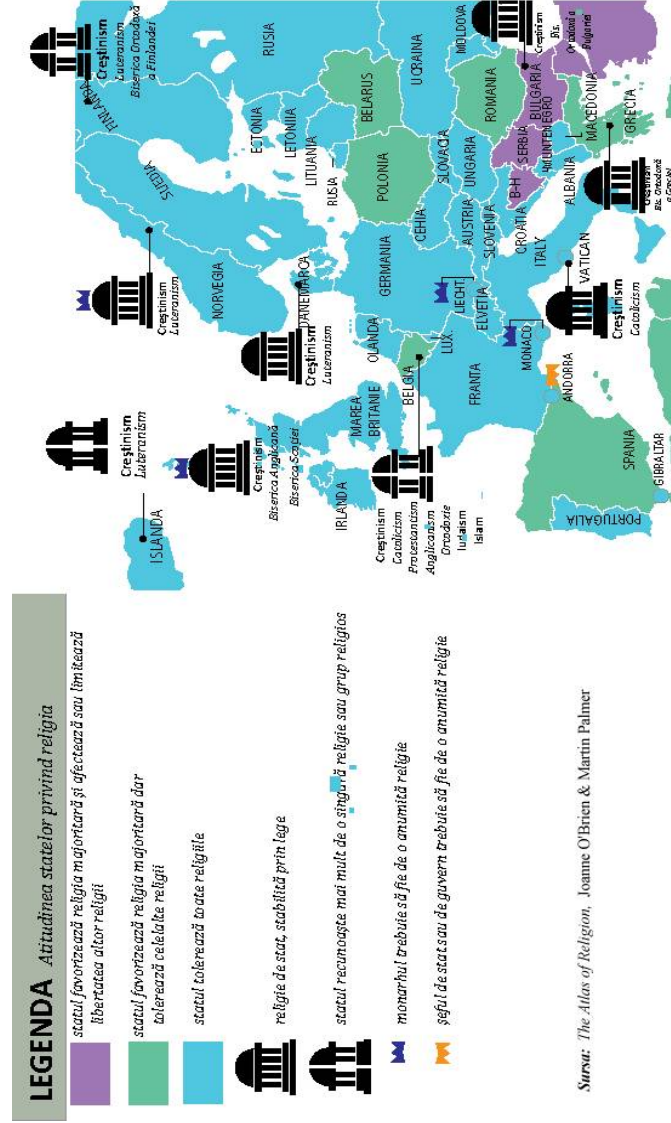 LEGENDA Atitudinea statelor privind religia
statul favorizează religia majoritară și afectează sau limitează
libertatea altor religii
statul favorizează religia majoritară dar
tolerează celelalte religii
statul tolerează toate religiile
religie de stat, stabilită prin lege
statul recunoaște mai mult de o singură religie sau grup religios
monarhul trebuie să fie de o anumită religie
șeful de stat sau de guvern trebuie să fie de o anumită religie
Sursa: The Atlas of Religion, Joanne O'Brien & Martin Palmer
ISLANDA
Creștinism
Luteranism
Creștinism
Luteranism
NORVEGIA
SUEDIA
FINLANDA
Creștinism
Luteranism
Biserica Ortodoxă
a Finlandei
RUSIA
ECTONIA
LETONIIA
LITUANIA
RUSIA
BELARUS
Creștinism
Biserica Anglicană
Biserica Scoției
Creștinism
Luteranism
DANEMARCA
IRLANDA
MAREA
BRITANIE
OLANDA
GERMANIA
POLONIA
UCRAINA
Creștinism
Catolicism
Protestantism
Anglicanism
Ortodoxie
Iudaism
Islam
BELGIA
LUX.
CEHIA
SLOVACIA
MOLDOVA
FRANTA
LIECHT.
ELVETIA
AUSTRIA
UNGARIA
SLOVENIA
ROMANIA
CROATIA
B-H
SERBIA
MUNTENEGRO
BULGARIA
Creștinism
Bis.
Ortodoxă a
Bulgariei
MONACO
ITALY
VATICAN
Creștinism
Catolicism
ALBANIA
MACEDONIA
GRECIA
Creștinism
Bis. Ortodoxă
a Greciei
ANDORRA
SPANIA
PORTUGALIA
GIBRALTAR